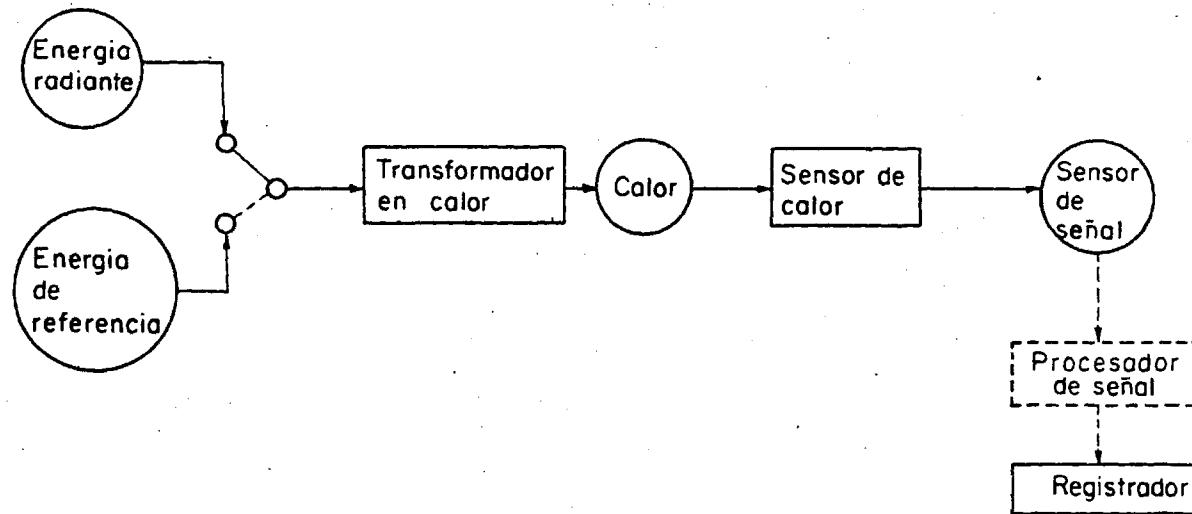 Energia
radiante
Transformador
en calor
Calor
Sensor de
calor
Sensor
de
señal
Energia
de
referencia
Procesador
de señal
Registrador